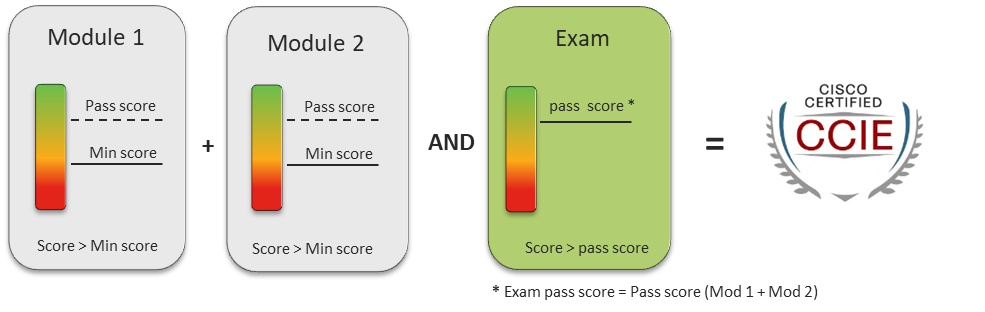 Module 1
Pass score
Min score
Score > Min score
+
Module 2
Pass score
Min score
Score > Min score
AND
Exam
pass score *
Score > pass score
=
CISCO
CERTIFIED
CCIE
* Exam pass score = Pass score (Mod 1 + Mod 2)